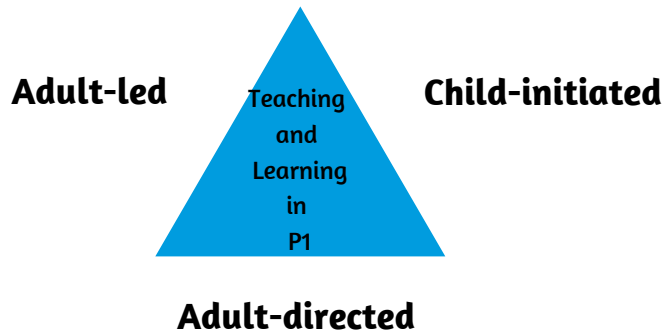 Adult-led
Child-initiated
Teaching
and
Learning
in
P1
Adult-directed